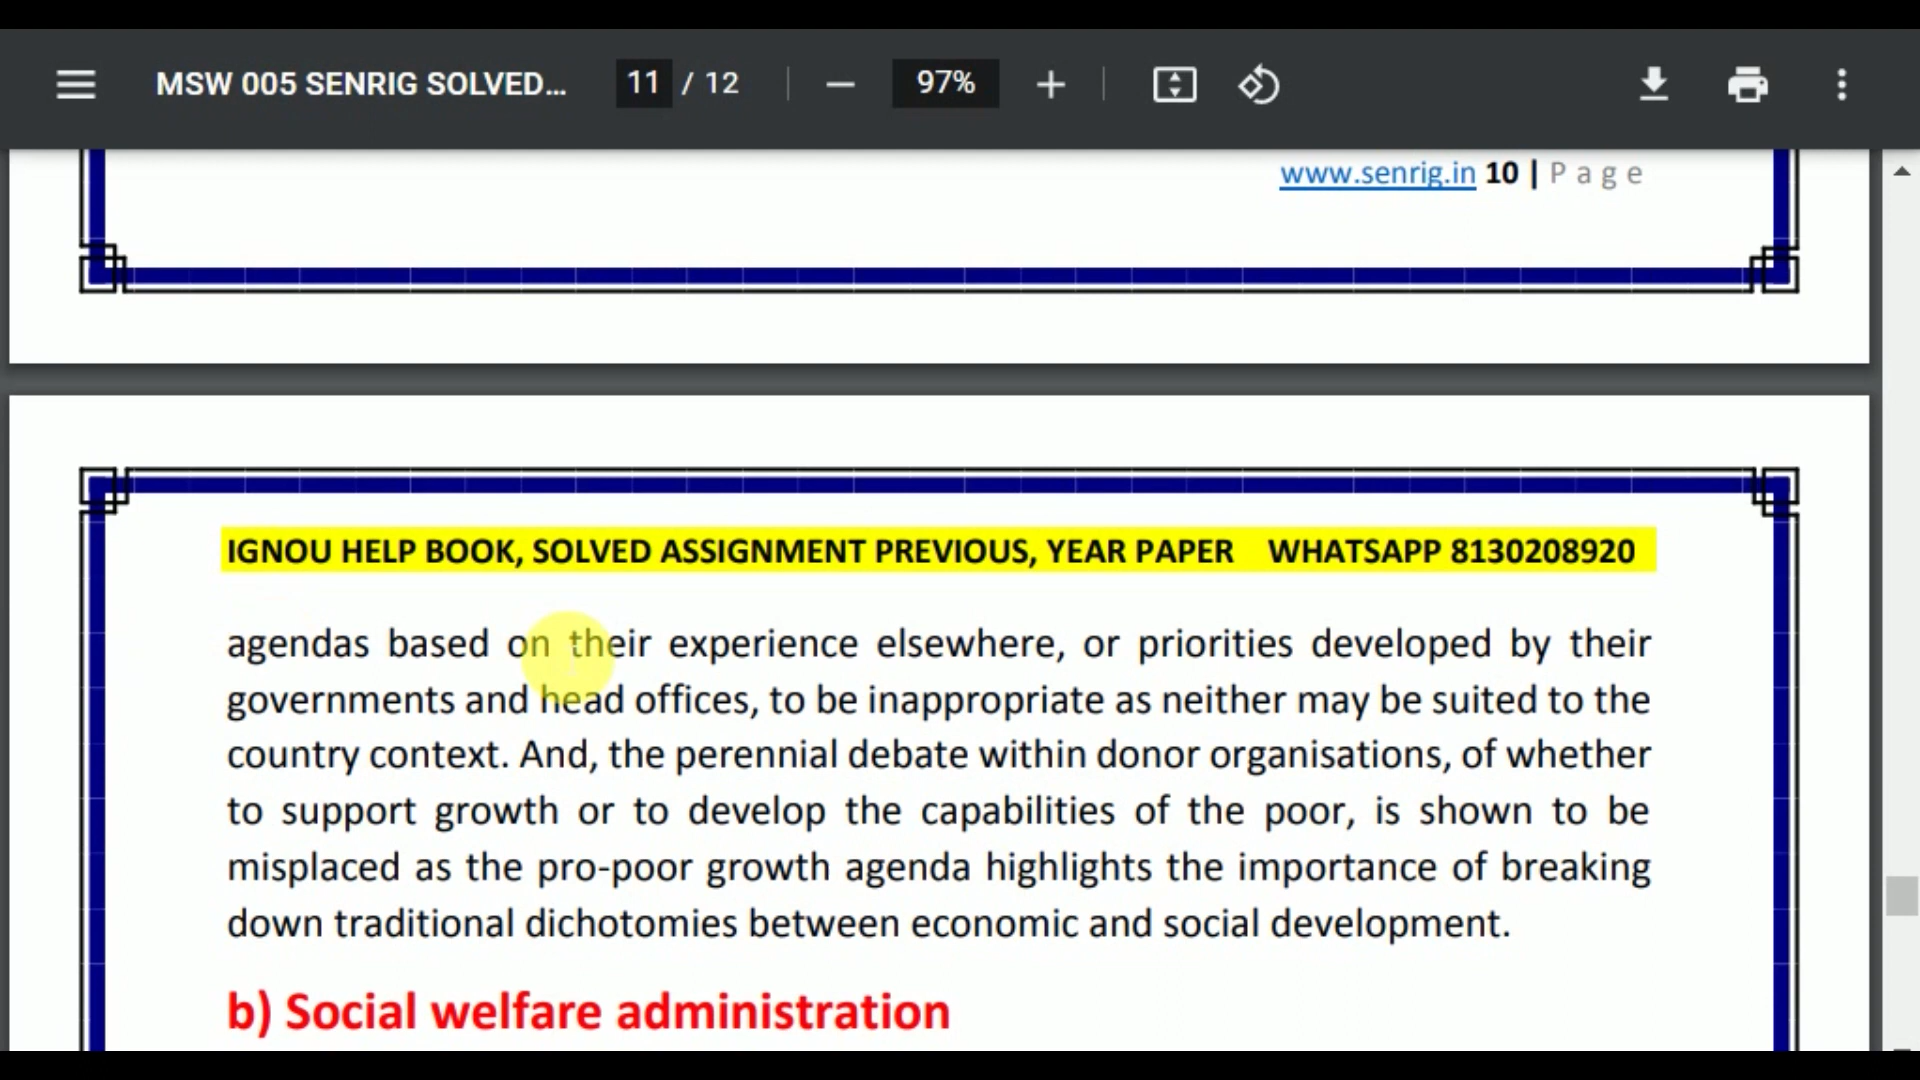 MSW 005 SENRIG SOLVED... 11 / 12 97%
www.senrig.in 10 | P a g e
IGNOU HELP BOOK, SOLVED ASSIGNMENT PREVIOUS, YEAR PAPER WHATSAPP 8130208920
agendas based on their experience elsewhere, or priorities developed by their
governments and head offices, to be inappropriate as neither may be suited to the
country context. And, the perennial debate within donor organisations, of whether
to support growth or to develop the capabilities of the poor, is shown to be
misplaced as the pro-poor growth agenda highlights the importance of breaking
down traditional dichotomies between economic and social development.
b) Social welfare administration